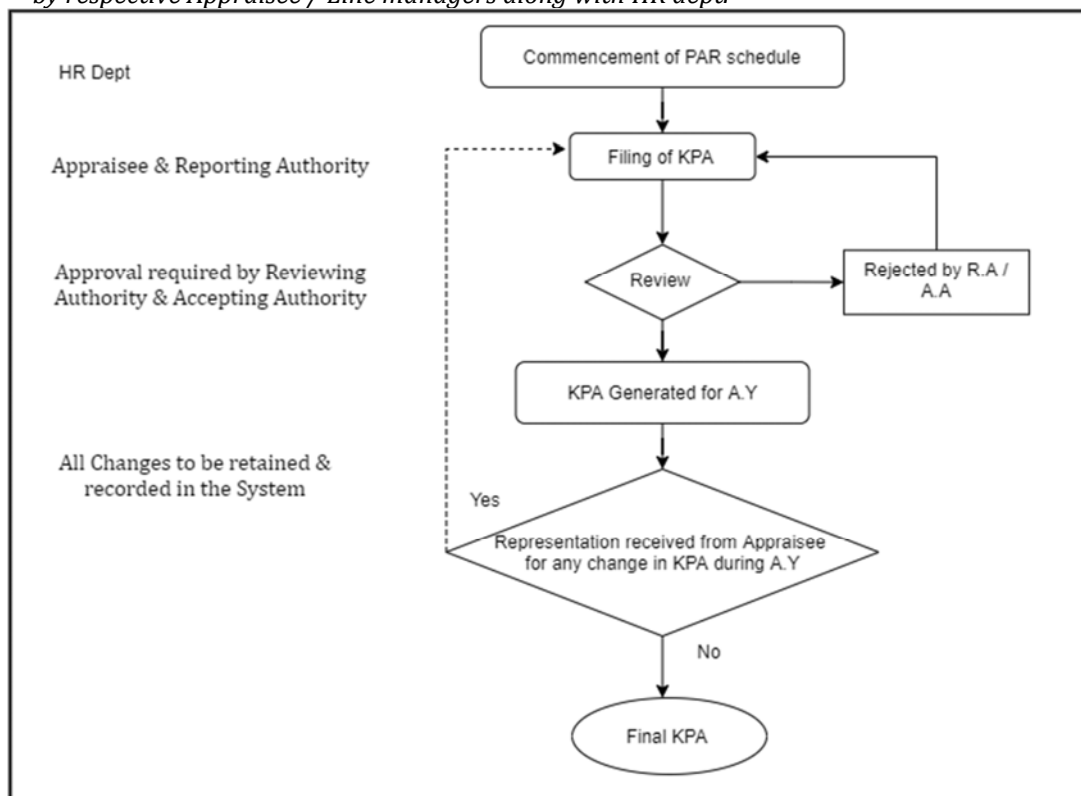 by respective Appraisee / Line managers along with HR dept.
Commencement of PAR schedule
HR Dept
Filing of KPA
Appraisee & Reporting Authority
Approval required by Reviewing
Authority & Accepting Authority
Review
Rejected by R.A /
A.A
KPA Generated for A.Y
All Changes to be retained &
recorded in the System
Yes
Representation received from Appraisee
for any change in KPA during A.Y
No
Final KPA